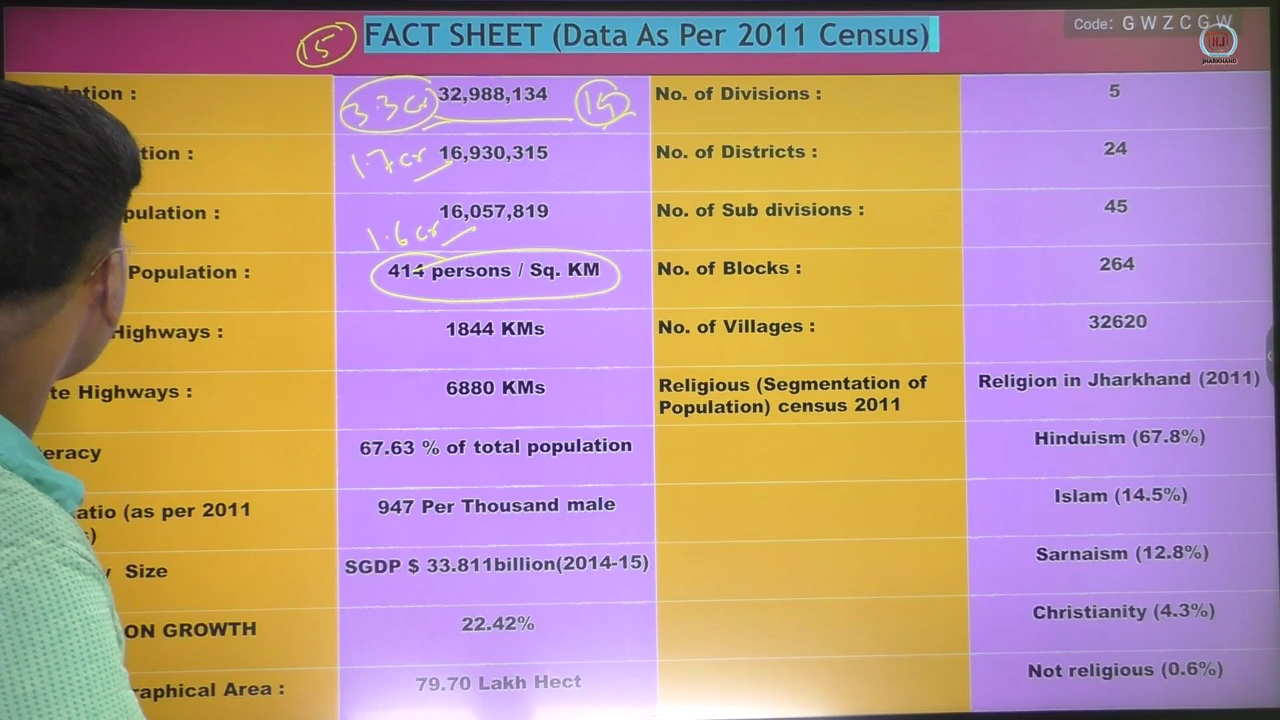 Code: G W Z C G W
JHARKHAND
15 FACT SHEET (Data As Per 2011 Census)
lation : 3.3 cr 32,988,134 No. of Divisions : 5
tion : 1.7 cr 16,930,315 No. of Districts : 24
pulation : 16,057,819 No. of Sub divisions : 45
1.6 cr
Population : 414 persons / Sq. KM No. of Blocks : 264
Highways : 1844 KMs No. of Villages : 32620
te Highways : 6880 KMs Religious (Segmentation of Population) census 2011 Religion in Jharkhand (2011)
teracy 67.63 % of total population Hinduism (67.8%)
atio (as per 2011 947 Per Thousand male Islam (14.5%)
s)
y Size SGDP $ 33.811billion(2014-15) Sarnaism (12.8%)
ON GROWTH 22.42% Christianity (4.3%)
raphical Area : 79.70 Lakh Hect Not religious (0.6%)